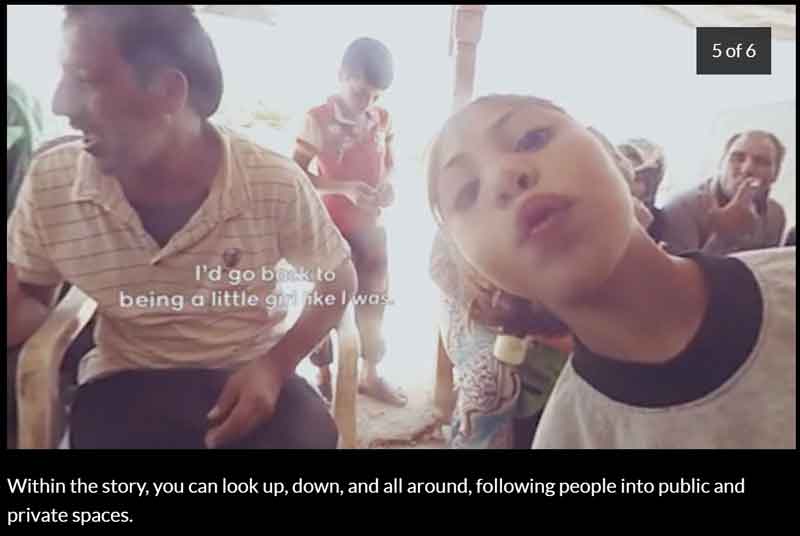 5 of 6
I'd go back to
being a little girl like I was.
Within the story, you can look up, down, and all around, following people into public and
private spaces.